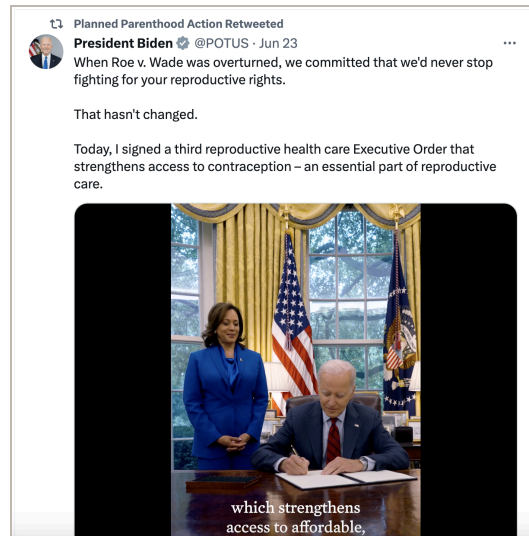 Planned Parenthood Action Retweeted
President Biden @POTUS · Jun 23
When Roe v. Wade was overturned, we committed that we'd never stop
fighting for your reproductive rights.
That hasn't changed.
Today, I signed a third reproductive health care Executive Order that
strengthens access to contraception – an essential part of reproductive
care.
which strengthens
access to affordable,